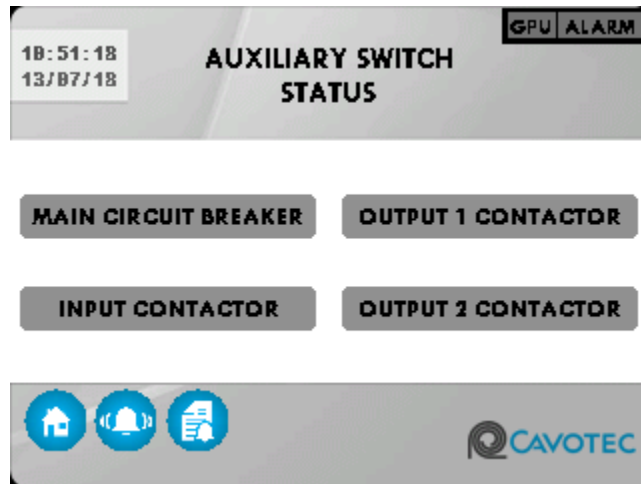 10:51:18
13/07/18
AUXILIARY SWITCH
STATUS
GPU ALARM
MAIN CIRCUIT BREAKER
OUTPUT 1 CONTACTOR
INPUT CONTACTOR
OUTPUT 2 CONTACTOR
CAVOTEC